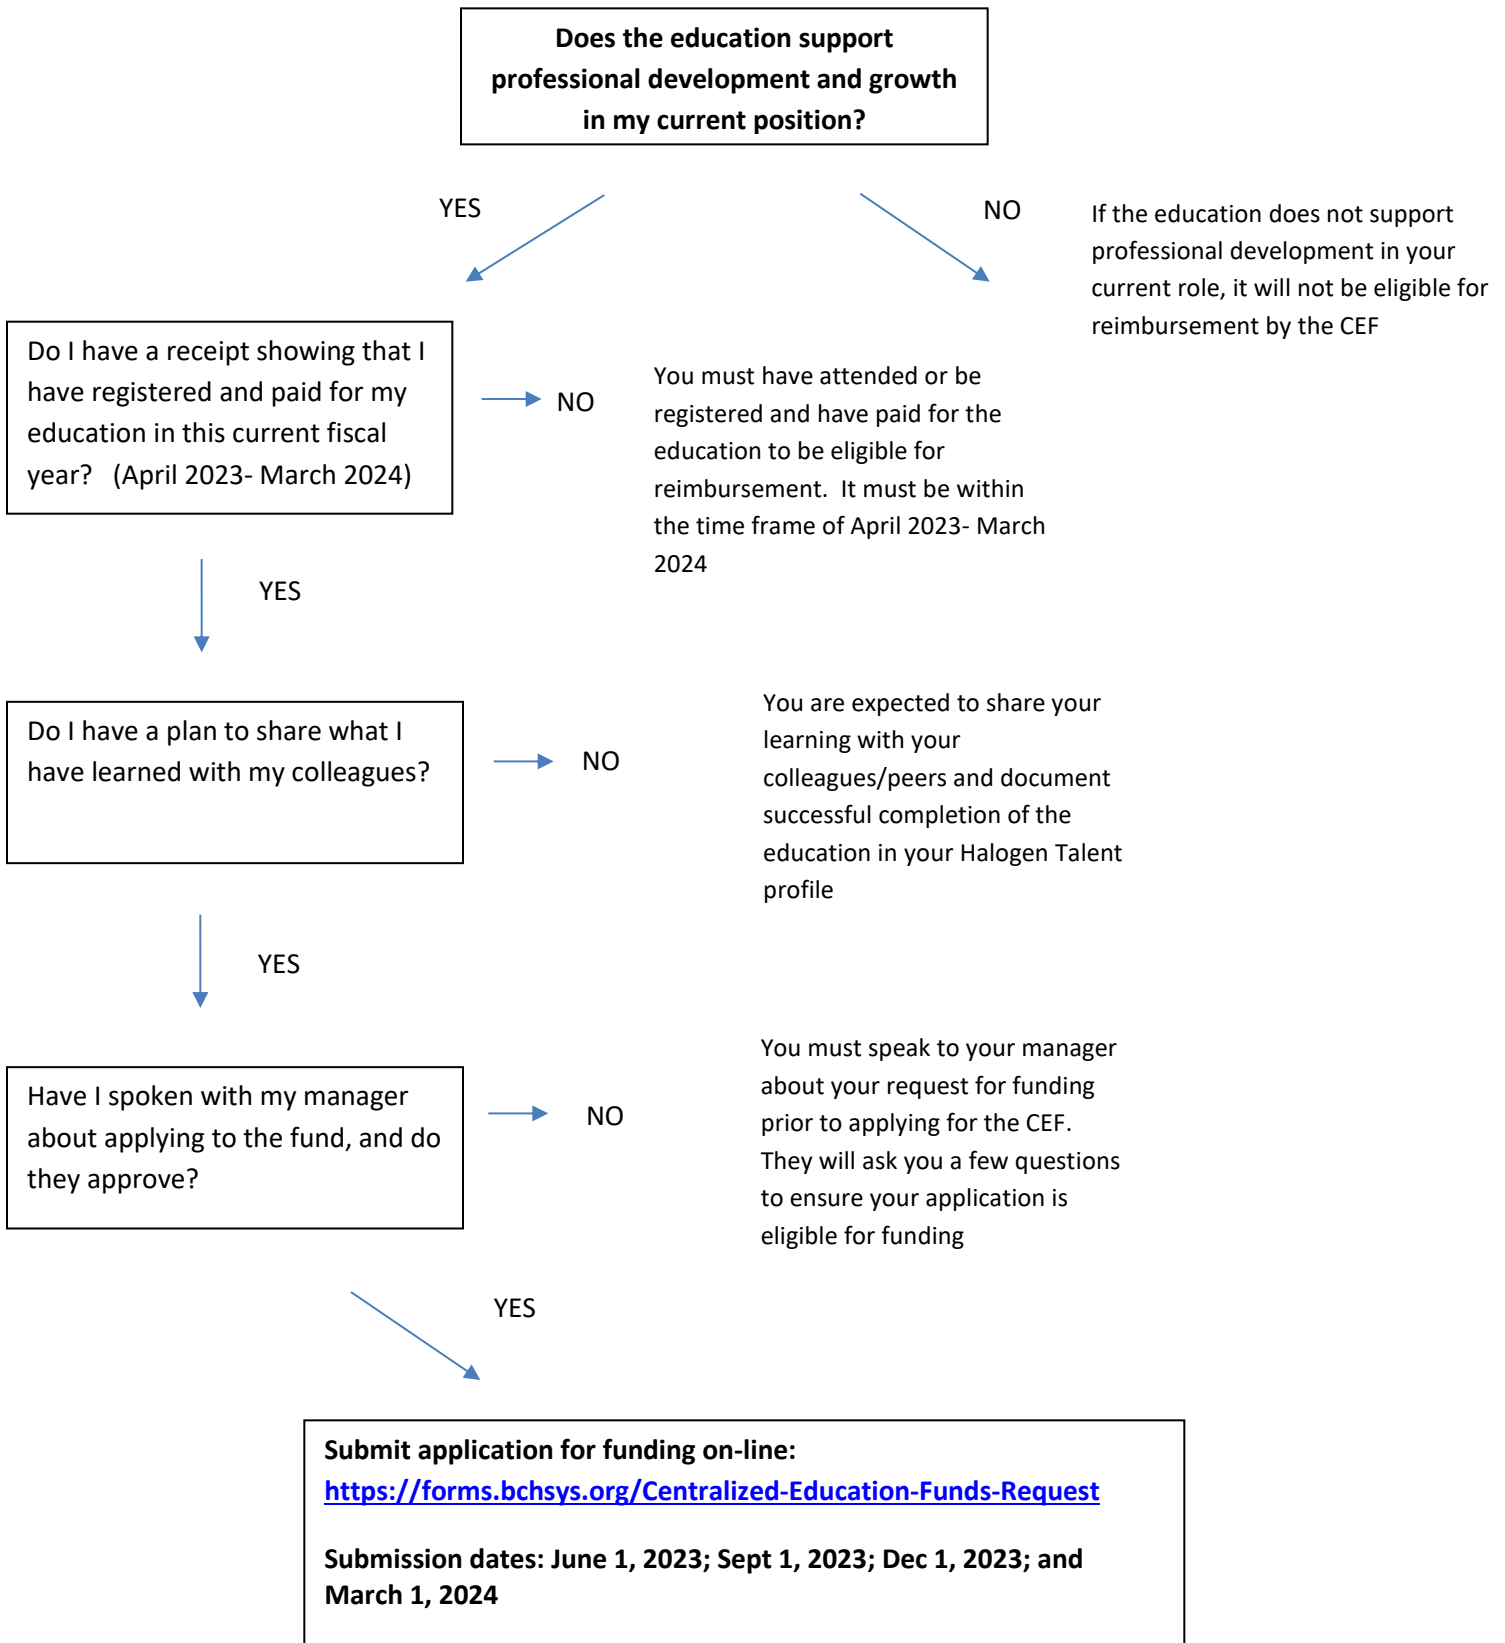 Does the education support
professional development and growth
in my current position?
YES
NO
If the education does not support
professional development in your
current role, it will not be eligible for
reimbursement by the CEF
Do I have a receipt showing that I
have registered and paid for my
education in this current fiscal
year?   (April 2023- March 2024)
NO
You must have attended or be
registered and have paid for the
education to be eligible for
reimbursement.  It must be within
the time frame of April 2023- March
2024
YES
Do I have a plan to share what I
have learned with my colleagues?
NO
You are expected to share your
learning with your
colleagues/peers and document
successful completion of the
education in your Halogen Talent
profile
YES
Have I spoken with my manager
about applying to the fund, and do
they approve?
NO
You must speak to your manager
about your request for funding
prior to applying for the CEF.
They will ask you a few questions
to ensure your application is
eligible for funding
YES
Submit application for funding on-line:
https://forms.bchsys.org/Centralized-Education-Funds-Request
Submission dates: June 1, 2023; Sept 1, 2023; Dec 1, 2023; and
March 1, 2024